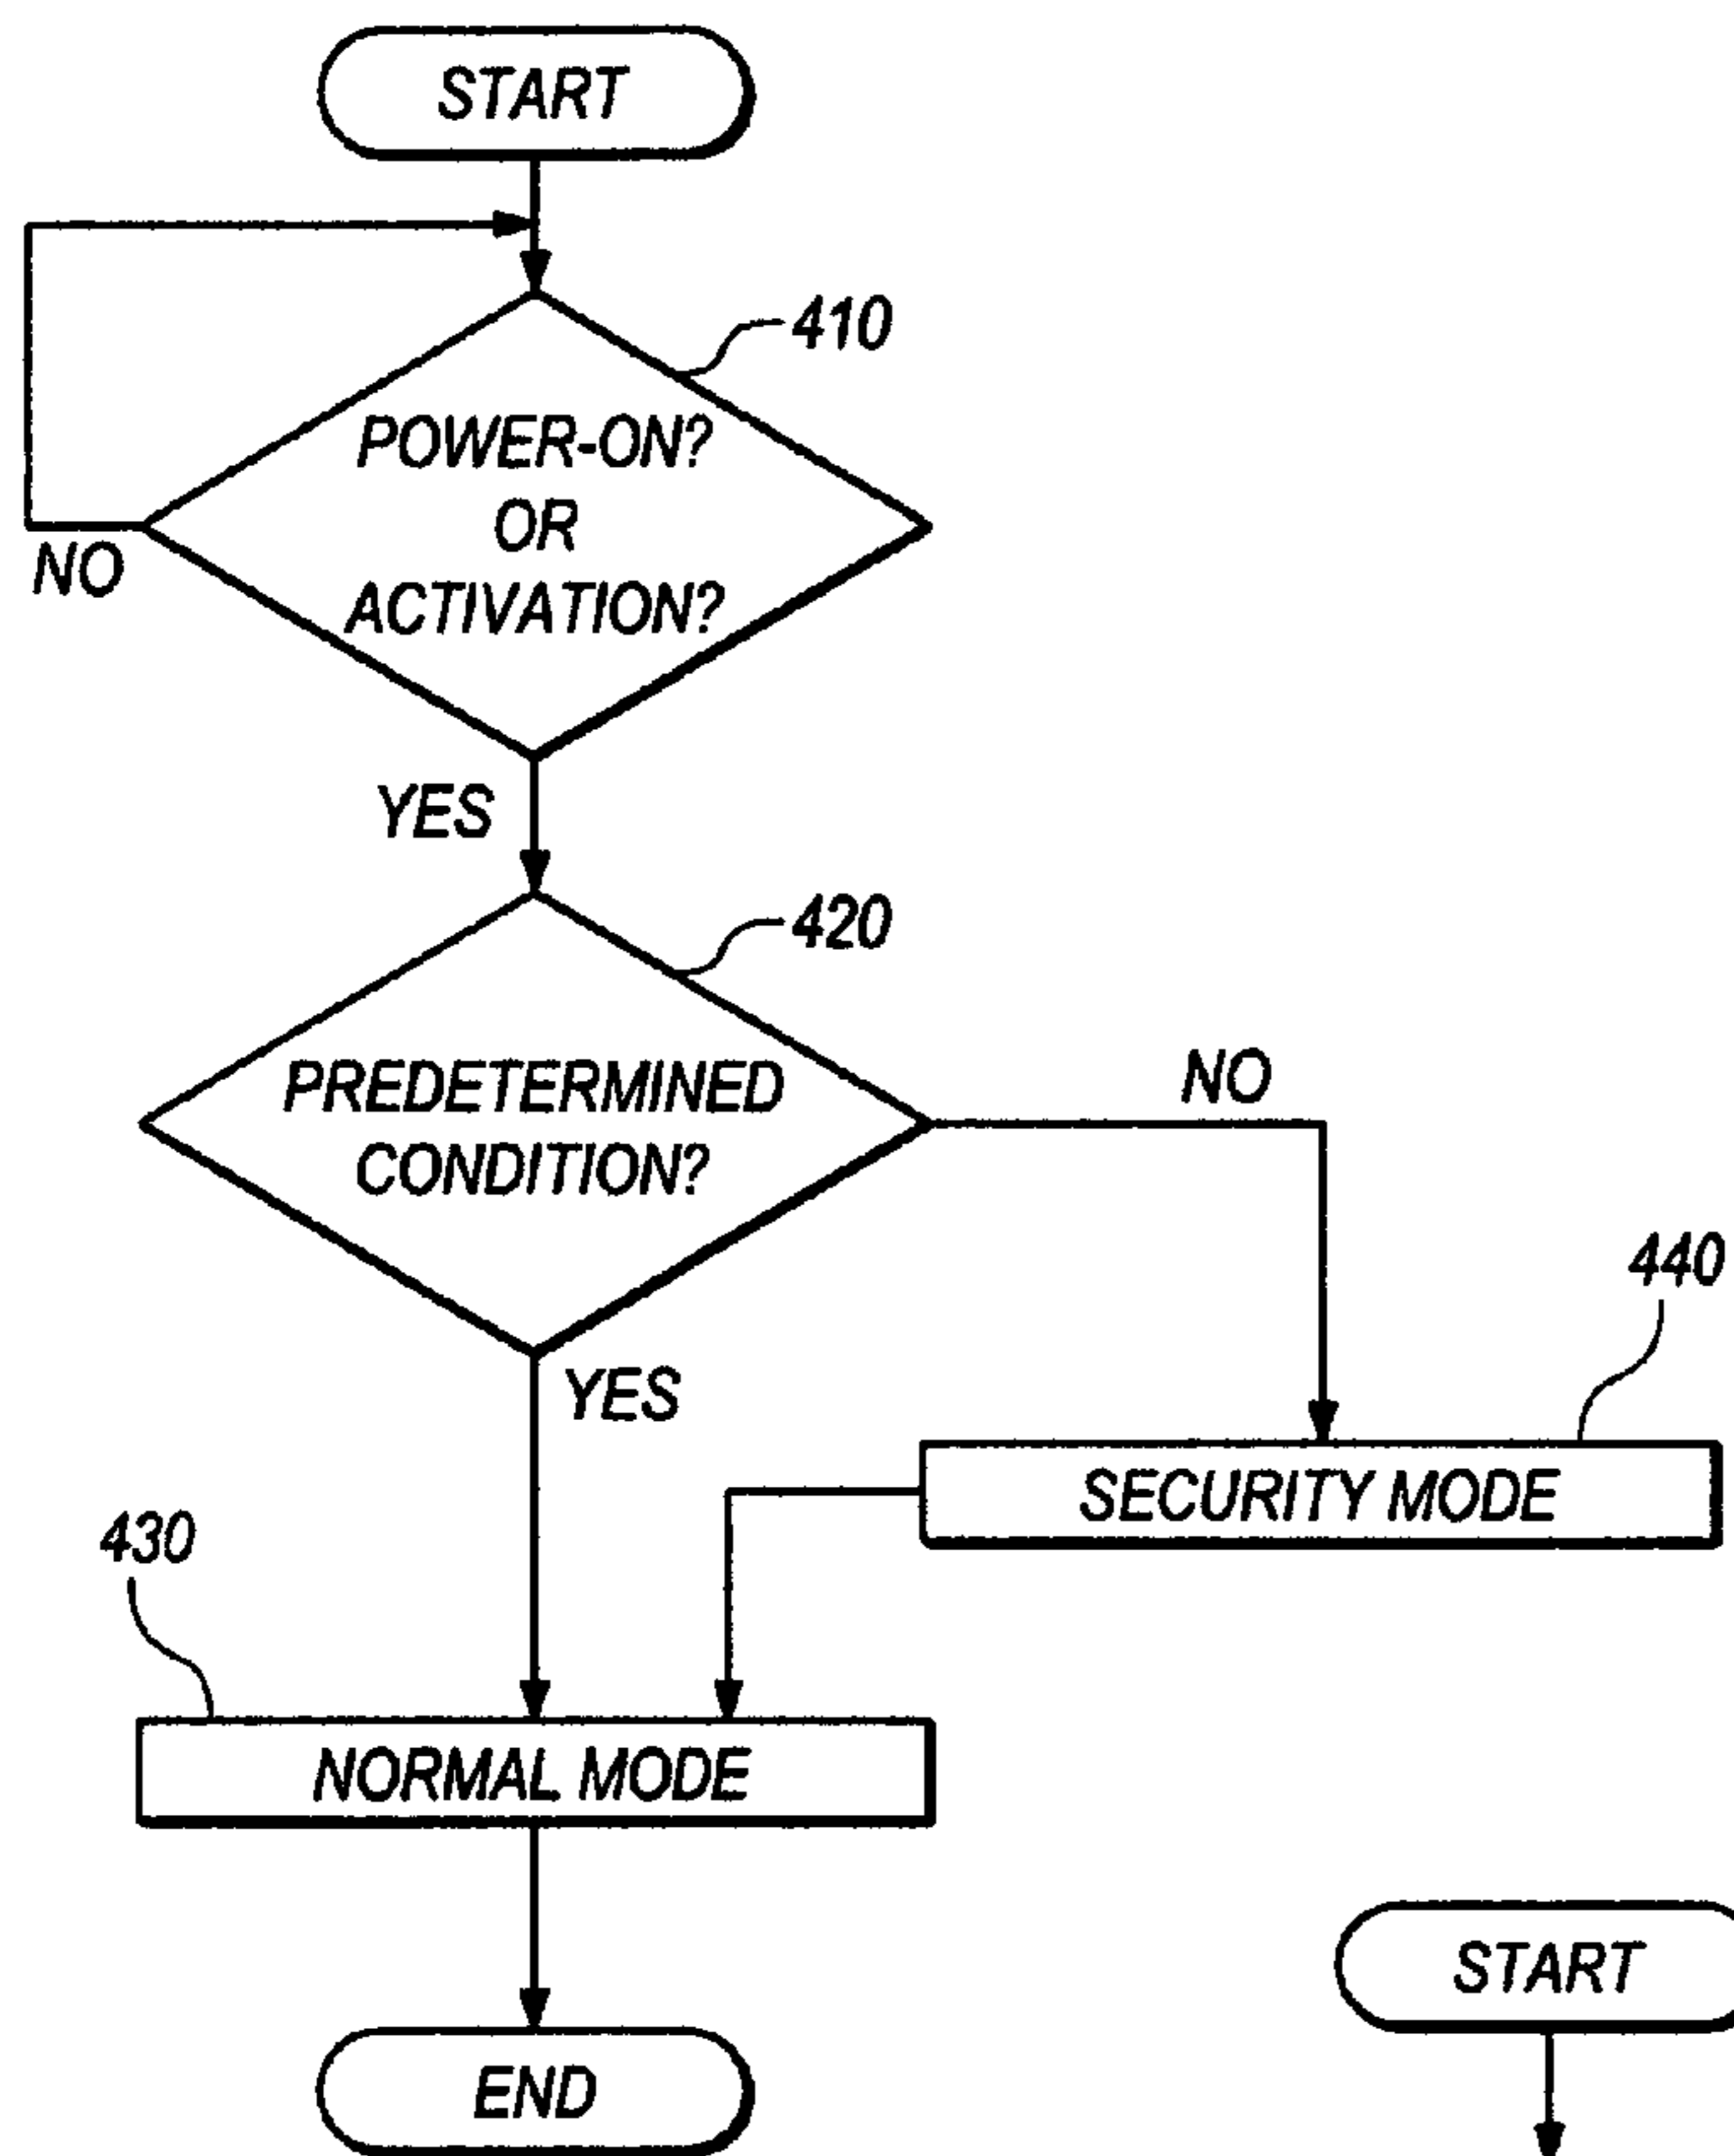 START
410
POWER-ON?
OR
ACTIVATION?
NO
YES
420
PREDETERMINED
CONDITION?
NO
YES
440
SECURITY MODE
430
NORMAL MODE
START
END